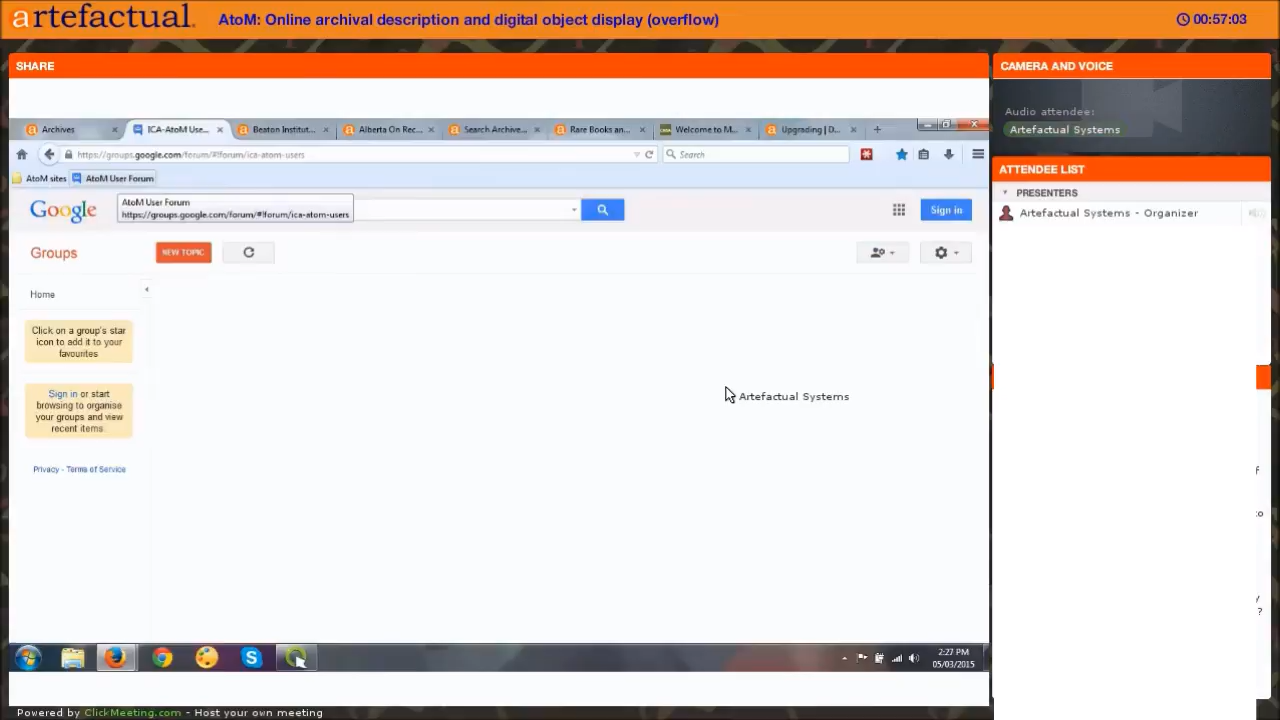 artefactual
AtoM: Online archival description and digital object display (overflow)
00:57:03
SHARE
Archives
ICA-AtoM Use...
Beaton Institut...
Alberta On Rec...
Search Archive...
Rare Books an...
Welcome to M...
Upgrading | D...
https://groups.google.com/forum/#!forum/ica-atom-users
Search
AtoM sites
AtoM User Forum
Google
AtoM User Forum
https://groups.google.com/forum/#!forum/ica-atom-users
Sign in
Groups
NEW TOPIC
Home
Click on a group's star
icon to add it to your
favourites
Sign in or start
browsing to organise
your groups and view
recent items.
Privacy - Terms of Service
Artefactual Systems
2:27 PM
05/03/2015
CAMERA AND VOICE
Audio attendee:
Artefactual Systems
ATTENDEE LIST
PRESENTERS
Artefactual Systems - Organizer
Powered by ClickMeeting.com - Host your own meeting